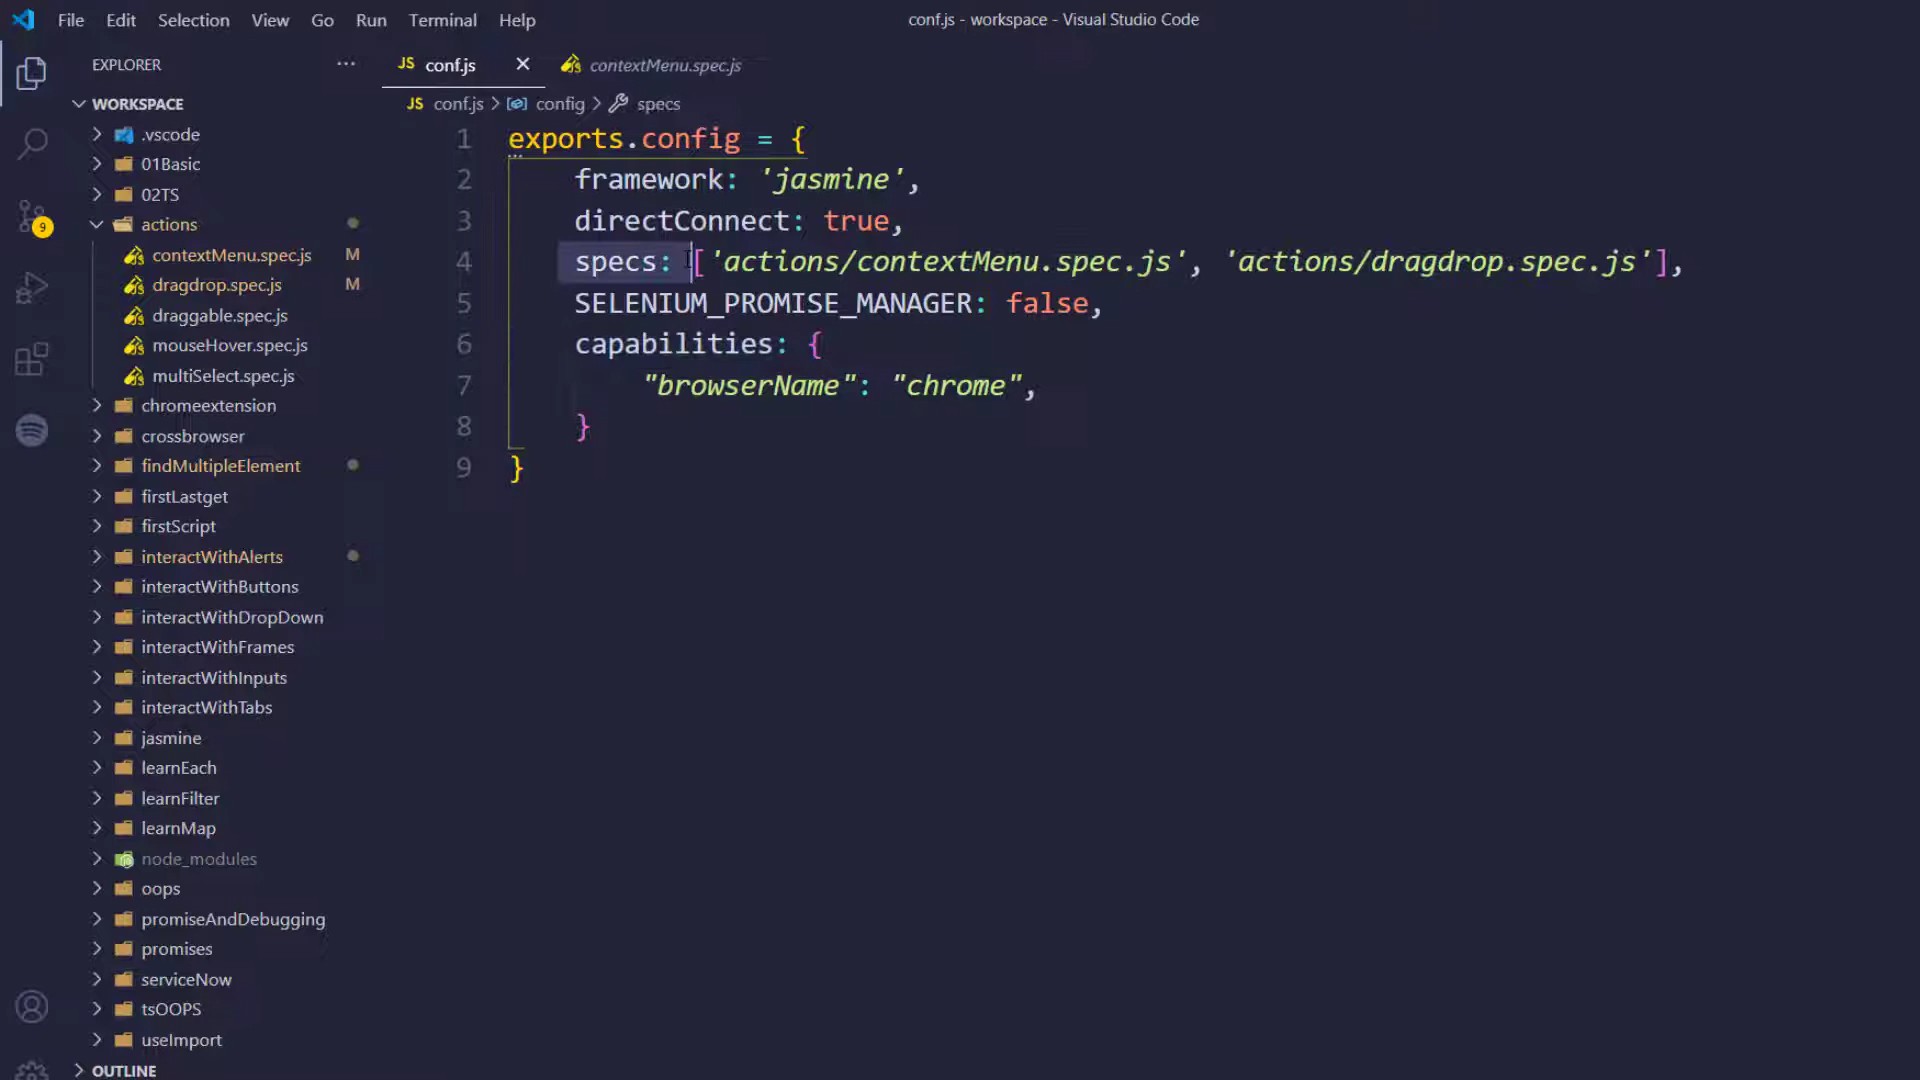 File Edit Selection View Go Run Terminal Help
conf.js - workspace - Visual Studio Code
EXPLORER ...
JS conf.js
contextMenu.spec.js
WORKSPACE
JS conf.js > config > specs
.vscode
01Basic
02TS
actions
contextMenu.spec.js M
dragdrop.spec.js M
draggable.spec.js
mouseHover.spec.js
multiSelect.spec.js
chromeextension
crossbrowser
findMultipleElement
firstLastget
firstScript
interactWithAlerts
interactWithButtons
interactWithDropDown
interactWithFrames
interactWithInputs
interactWithTabs
jasmine
learnEach
learnFilter
learnMap
node_modules
oops
promiseAndDebugging
promises
serviceNow
tsOOPS
useImport
OUTLINE
9
1 exports.config = {
2 framework: 'jasmine',
3 directConnect: true,
4 specs: ['actions/contextMenu.spec.js', 'actions/dragdrop.spec.js'],
5 SELENIUM_PROMISE_MANAGER: false,
6 capabilities: {
7 "browserName": "chrome",
8 }
9 }